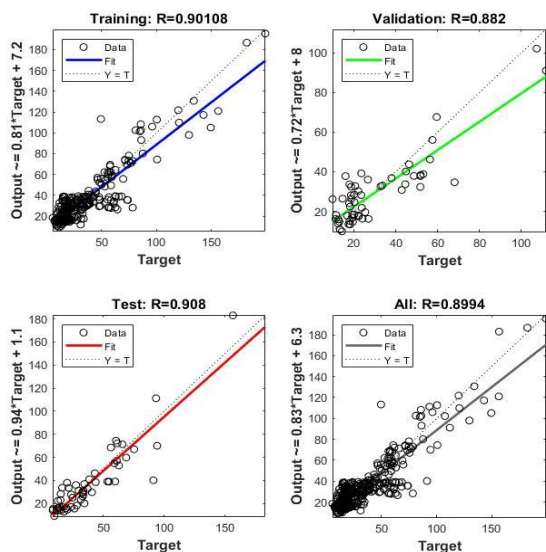 Training: R=0.90108
Output ~= 0.81*Target + 7.2
180
160
140
120
100
80
60
40
20
Data
Fit
Y = T
50
100
150
Target
Validation: R=0.882
Output ~= 0.72*Target + 8
100
80
60
40
20
Data
Fit
Y = T
20
40
60
80
100
Target
Test: R=0.908
Output ~= 0.94*Target + 1.1
180
160
140
120
100
80
60
40
20
Data
Fit
Y = T
50
100
150
Target
All: R=0.8994
Output ~= 0.83*Target + 6.3
180
160
140
120
100
80
60
40
20
Data
Fit
Y = T
50
100
150
Target